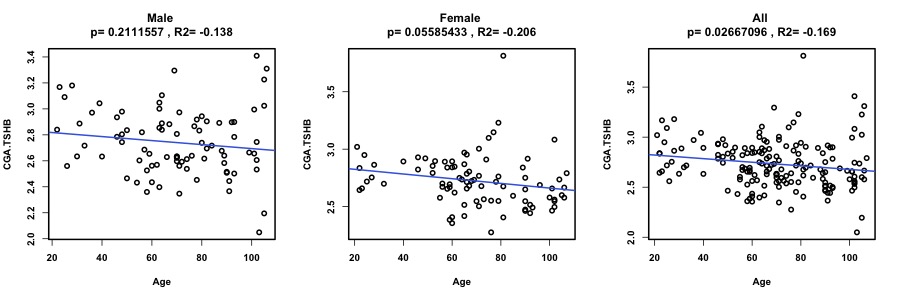 Male
p= 0.2111557 , R2= -0.138
CGA.TSHB
3.4
3.2
3.0
2.8
2.6
2.4
2.2
2.0
20 40 60 80 100
Age
Female
p= 0.05585433 , R2= -0.206
CGA.TSHB
3.5
3.0
2.5
20 40 60 80 100
Age
All
p= 0.02667096 , R2= -0.169
CGA.TSHB
3.5
3.0
2.5
2.0
20 40 60 80 100
Age